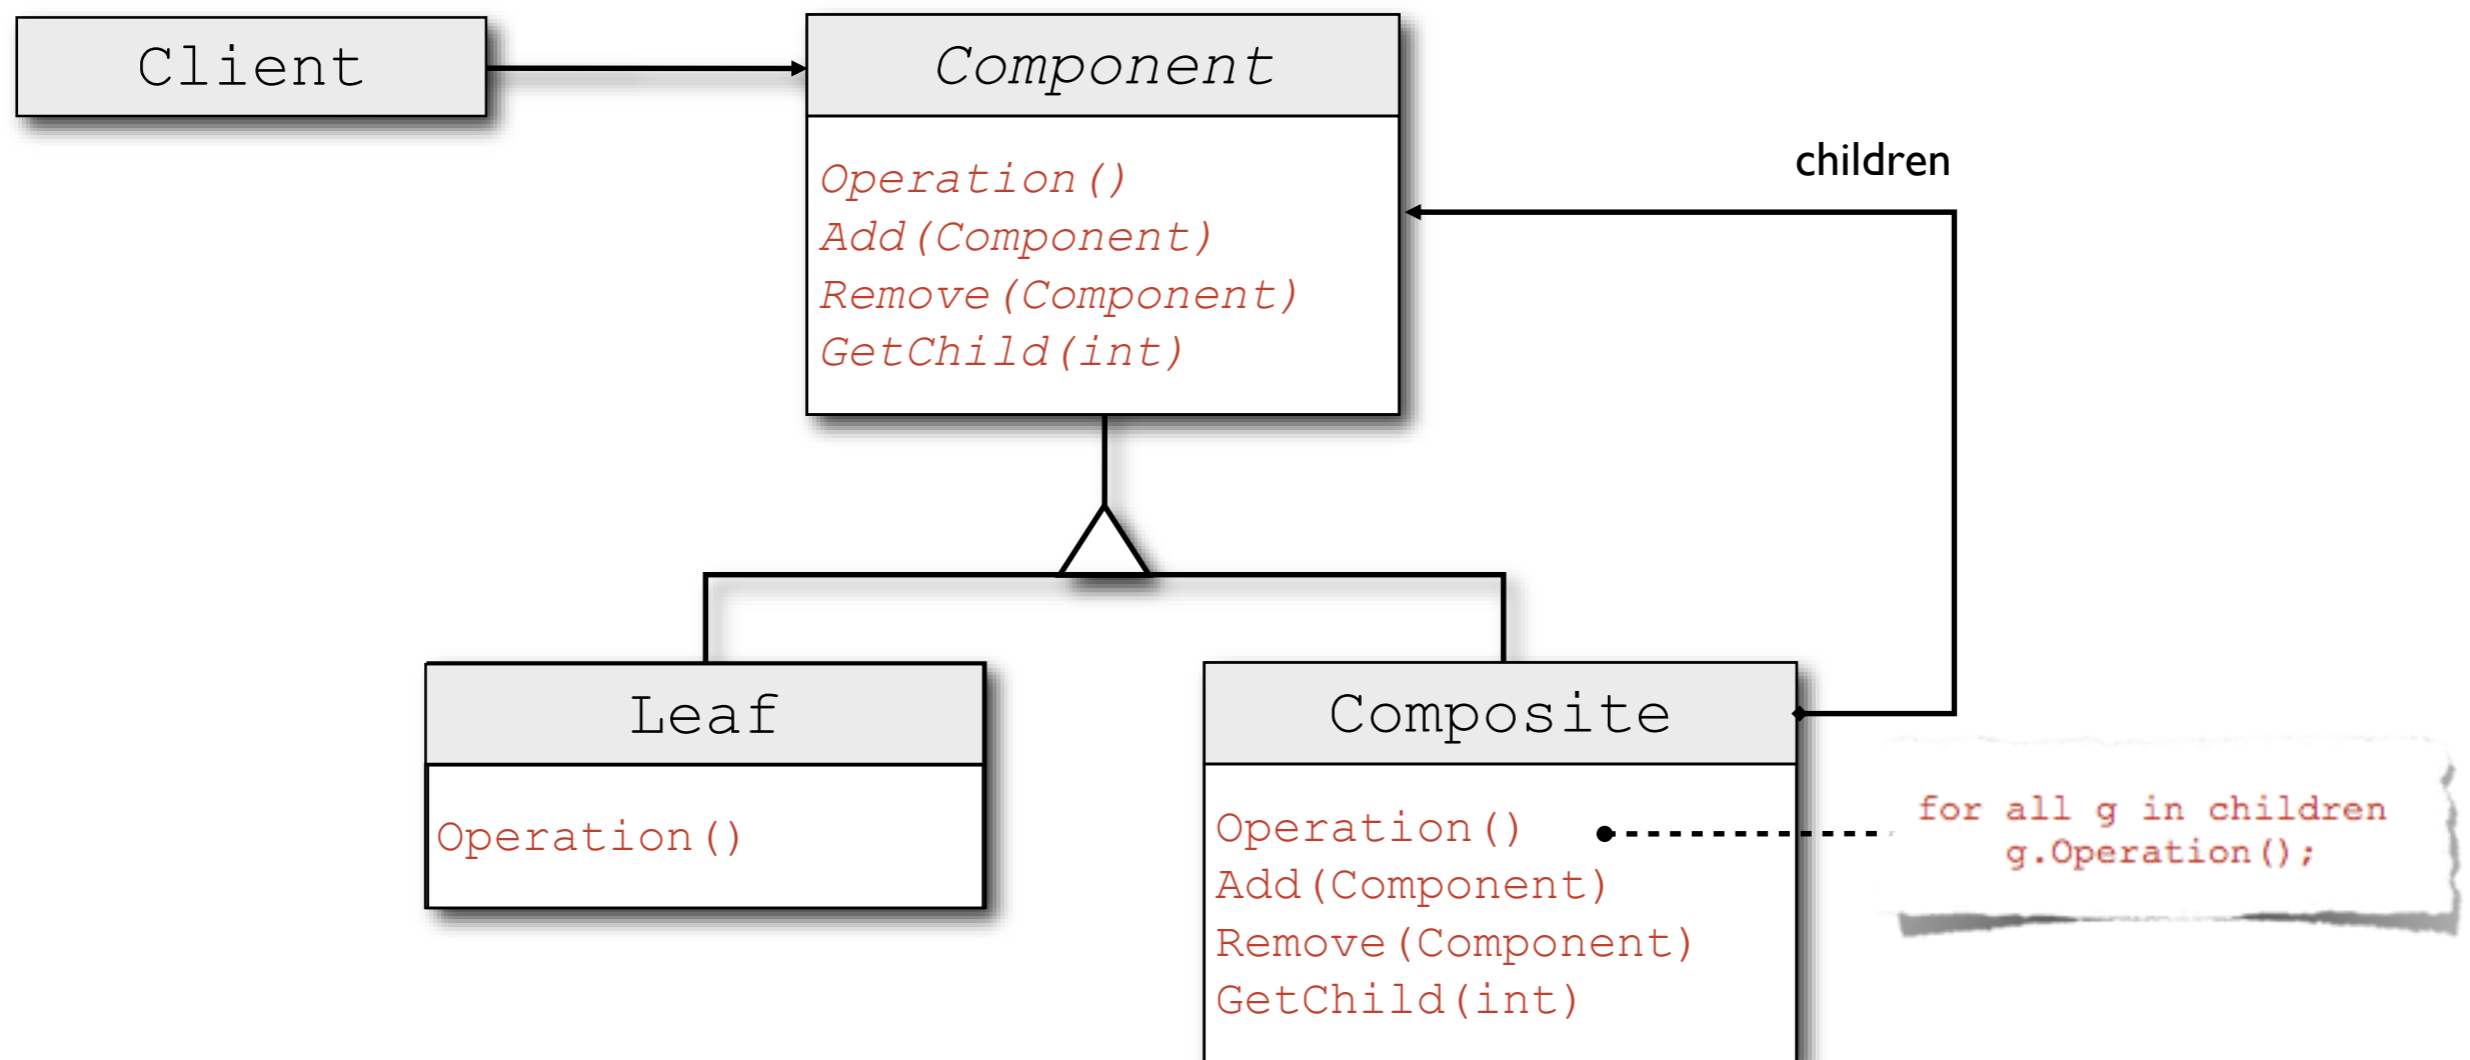 Client
Component
Operation()
Add(Component)
Remove(Component)
GetChild(int)
children
Leaf
Operation()
Composite
Operation()
Add(Component)
Remove(Component)
GetChild(int)
for all g in children
g.Operation();